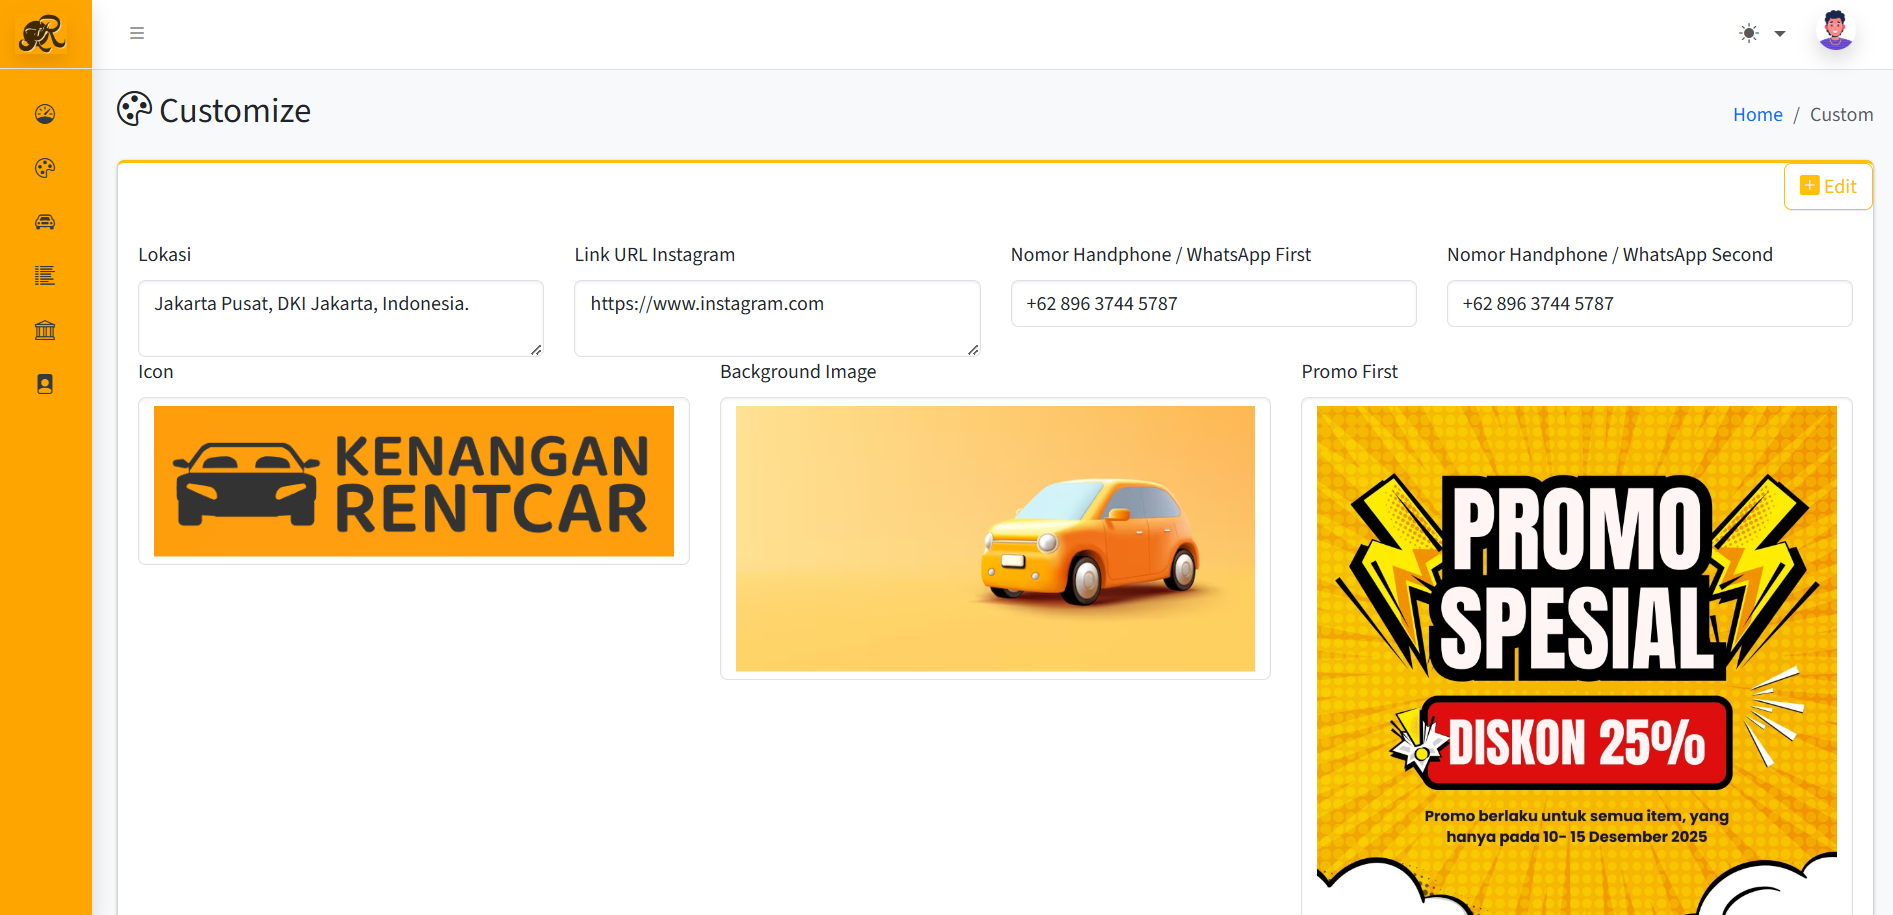 Customize
Home / Custom
Edit
Lokasi
Link URL Instagram
Nomor Handphone / WhatsApp First
Nomor Handphone / WhatsApp Second
Jakarta Pusat, DKI Jakarta, Indonesia.
https://www.instagram.com
+62 896 3744 5787
+62 896 3744 5787
Icon
Background Image
Promo First
KENANGAN
RENTCAR
PROMO
SPESIAL
DISKON 25%
Promo berlaku untuk semua item, yang
hanya pada 10- 15 Desember 2025